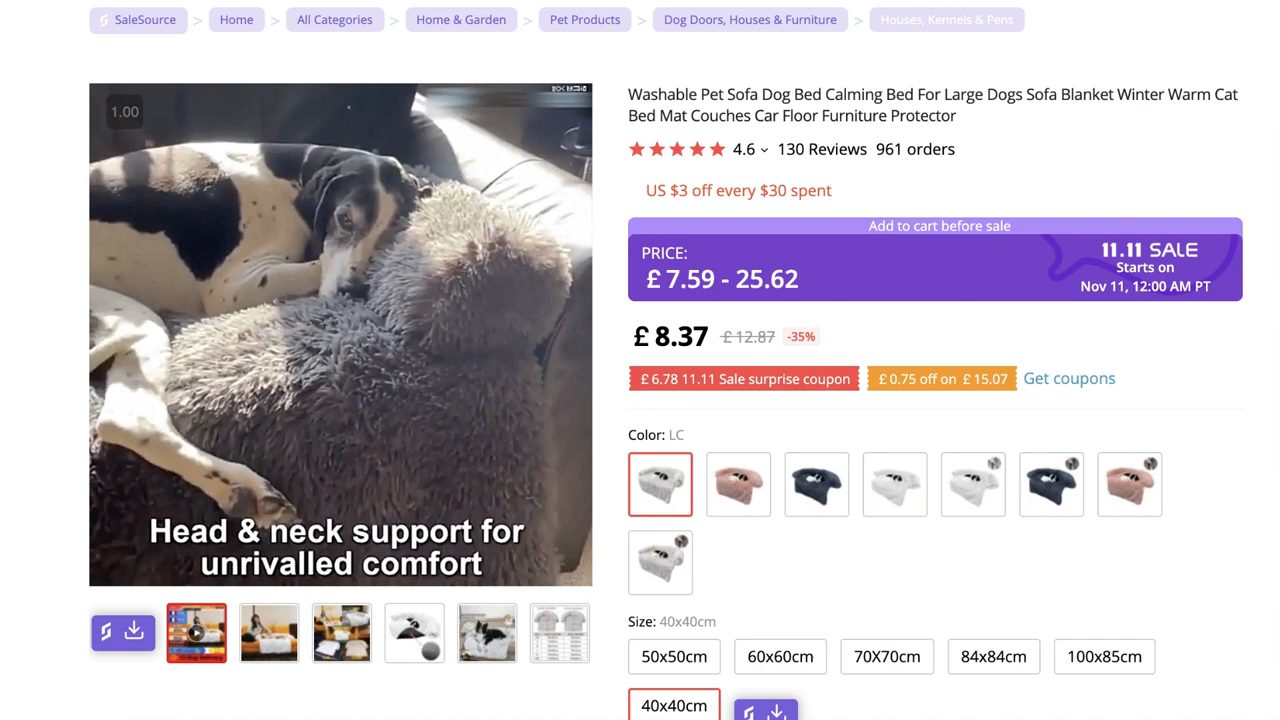 SaleSource > Home > All Categories > Home & Garden > Pet Products > Dog Doors, Houses & Furniture > Houses, Kennels & Pens
1.00
Washable Pet Sofa Dog Bed Calming Bed For Large Dogs Sofa Blanket Winter Warm Cat
Bed Mat Couches Car Floor Furniture Protector
4.6 130 Reviews 961 orders
US $3 off every $30 spent
Add to cart before sale
PRICE:
£ 7.59 - 25.62
11.11 SALE
Starts on
Nov 11, 12:00 AM PT
£ 8.37 £ 12.87 -35%
£ 6.78 11.11 Sale surprise coupon £ 0.75 off on £ 15.07 Get coupons
Color: LC
Head & neck support for
unrivalled comfort
Size: 40x40cm
50x50cm 60x60cm 70X70cm 84x84cm 100x85cm
40x40cm